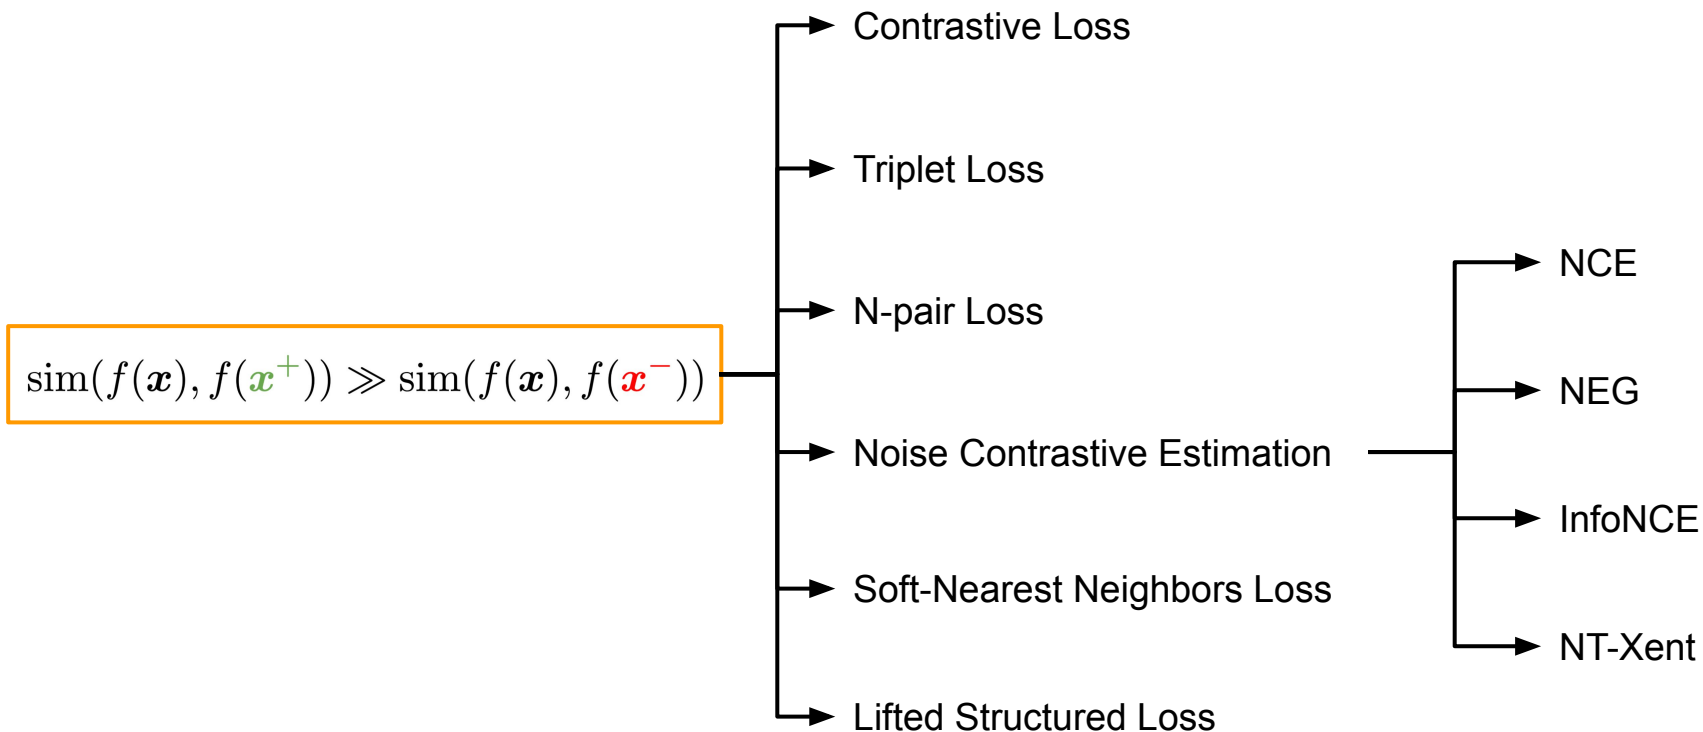 sim(f(x), f(x⁺)) ≫ sim(f(x), f(x⁻))
Contrastive Loss
Triplet Loss
N-pair Loss
Noise Contrastive Estimation
Soft-Nearest Neighbors Loss
Lifted Structured Loss
NCE
NEG
InfoNCE
NT-Xent